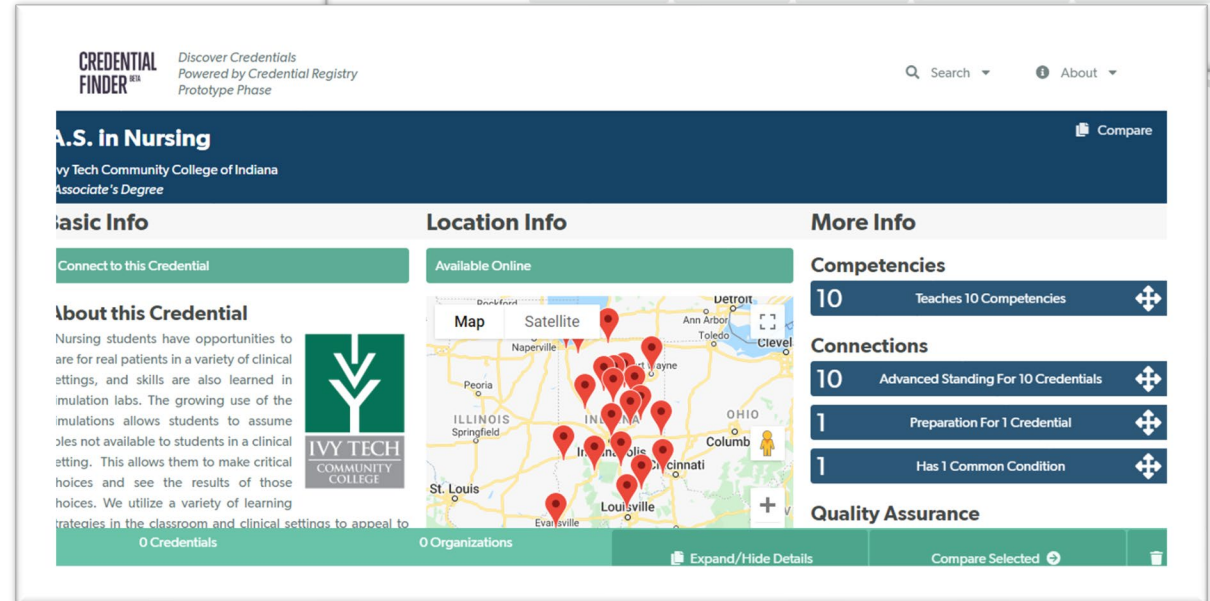 CREDENTIAL
FINDER BETA
Discover Credentials
Powered by Credential Registry
Prototype Phase
Search
About
A.S. in Nursing
Compare
vy Tech Community College of Indiana
Associate's Degree
Basic Info
Connect to this Credential
About this Credential
Nursing students have opportunities to
are for real patients in a variety of clinical
ettings, and skills are also learned in
imulation labs. The growing use of the
imulations allows students to assume
oles not available to students in a clinical
etting. This allows them to make critical
hoices and see the results of those
hoices. We utilize a variety of learning
trategies in the classroom and clinical settings to appeal to
IVY TECH
COMMUNITY
COLLEGE
Location Info
Available Online
Map
Satellite
Rockford
Detroit
Ann Arbor
Toledo
Clevel
Naperville
rt Wayne
Peoria
ILLINOIS
Springfield
OHIO
Columb
Cincinnati
St. Louis
Louisville
Evansville
More Info
Competencies
10 Teaches 10 Competencies
Connections
10 Advanced Standing For 10 Credentials
1 Preparation For 1 Credential
1 Has 1 Common Condition
Quality Assurance
0 Credentials
0 Organizations
Expand/Hide Details
Compare Selected